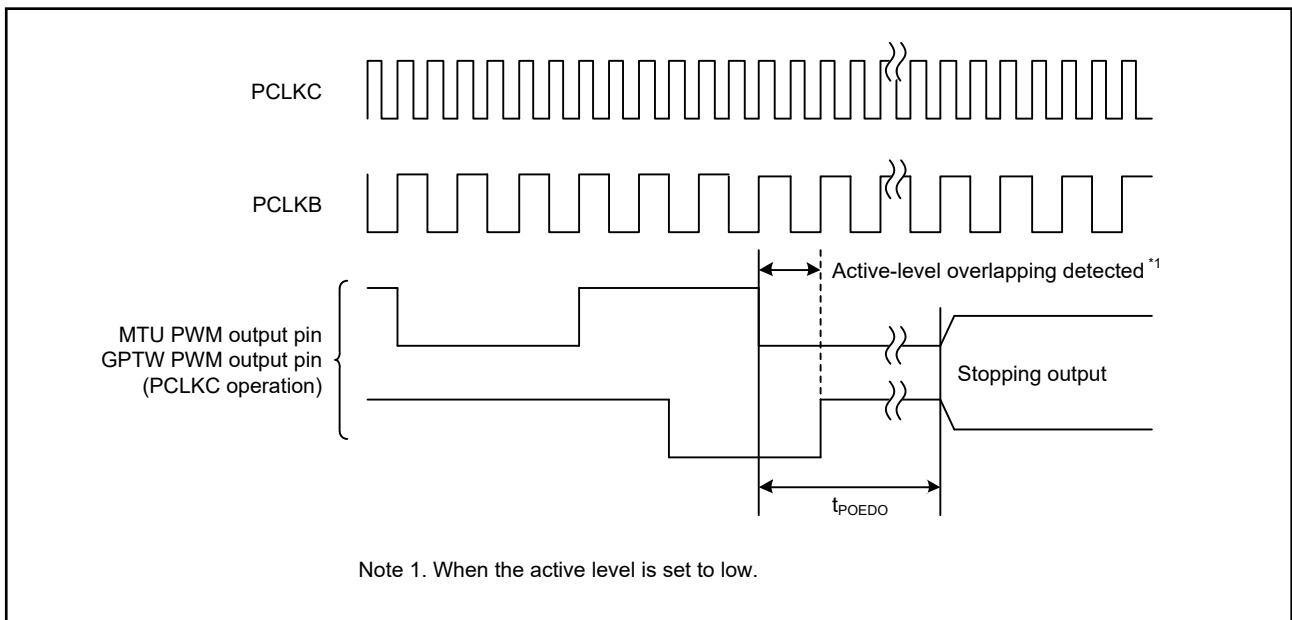 PCLKC
PCLKB
Active-level overlapping detected *1
MTU PWM output pin
GPTW PWM output pin
(PCLKC operation)
Stopping output
tPOEDO
Note 1. When the active level is set to low.